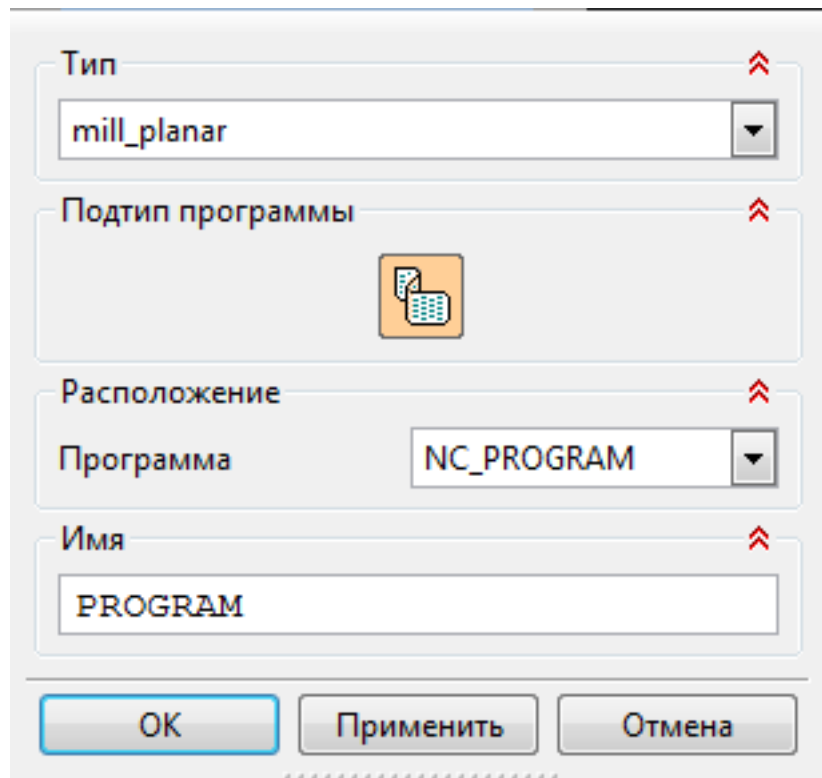 Тип
mill_planar
Подтип программы
Расположение
Программа NC_PROGRAM
Имя
PROGRAM
OK Применить Отмена